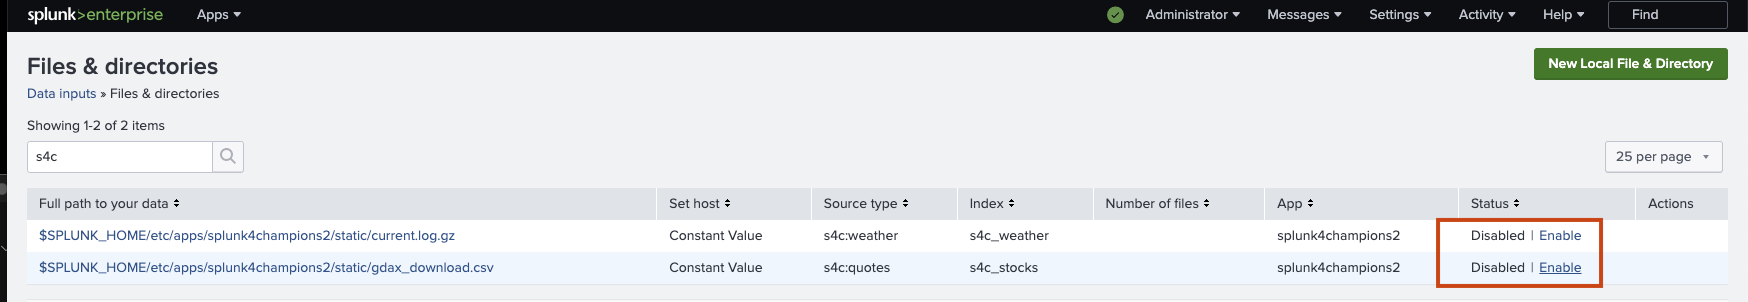 splunk>enterprise Apps Administrator Messages Settings Activity Help Find
Files & directories
New Local File & Directory
Data inputs » Files & directories
Showing 1-2 of 2 items
s4c
25 per page
Full path to your data Set host Source type Index Number of files App Status Actions
$SPLUNK_HOME/etc/apps/splunk4champions2/static/current.log.gz Constant Value s4c:weather s4c_weather splunk4champions2 Disabled | Enable
$SPLUNK_HOME/etc/apps/splunk4champions2/static/gdax_download.csv Constant Value s4c:quotes s4c_stocks splunk4champions2 Disabled | Enable